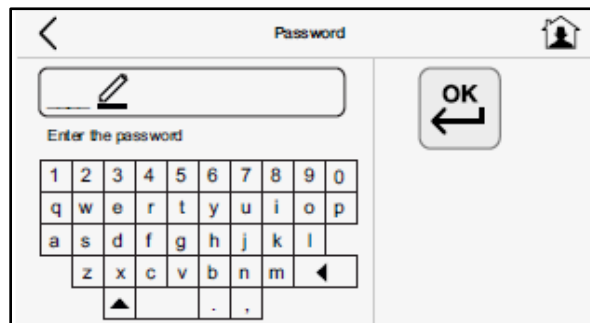 Password
OK
Enter the password
1 2 3 4 5 6 7 8 9 0
q w e r t y u i o p
a s d f g h j k l
z x c v b n m
. ,